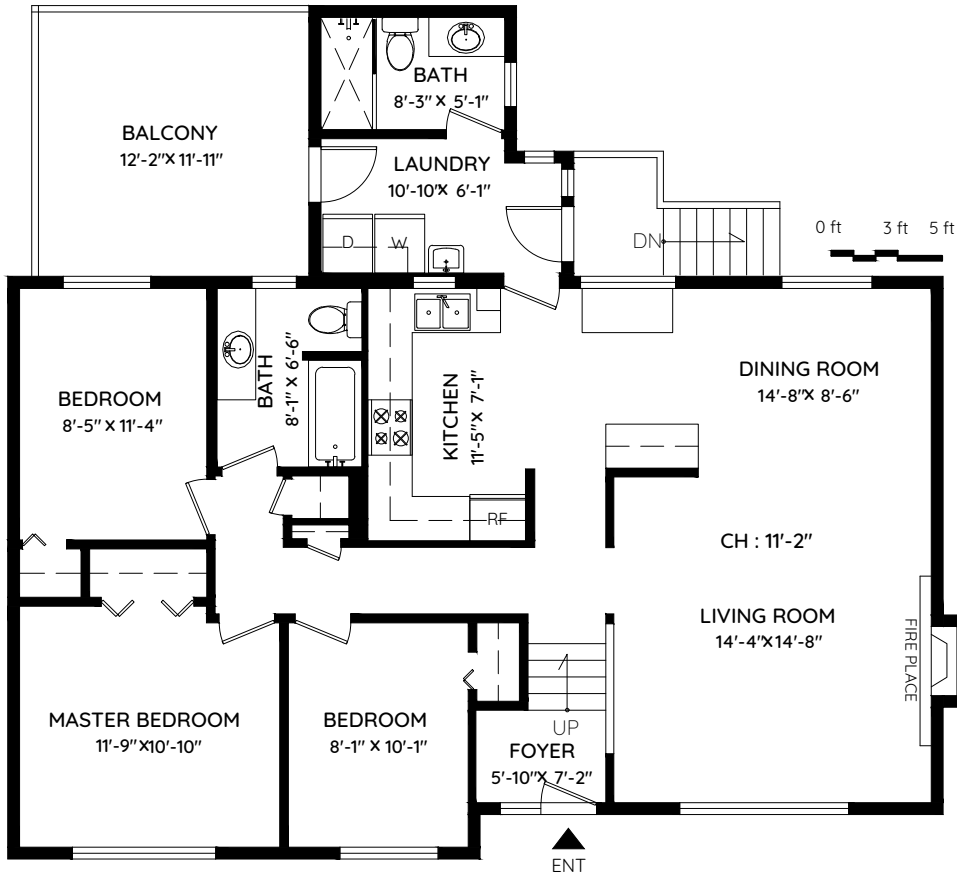 BATH
8'-3" X 5'-1"
BALCONY
12'-2"X 11'-11"
LAUNDRY
10'-10"X 6'-1"
D
W
DN
0 ft 3 ft 5 ft
BEDROOM
8'-5" X 11'-4"
BATH
8'-1" X 6'-6"
KITCHEN
11'-5" X 7'-1"
RF
DINING ROOM
14'-8"X 8'-6"
CH : 11'-2"
LIVING ROOM
14'-4"X14'-8"
FIRE PLACE
MASTER BEDROOM
11'-9"X10'-10"
BEDROOM
8'-1" X 10'-1"
UP
FOYER
5'-10"X 7'-2"
ENT